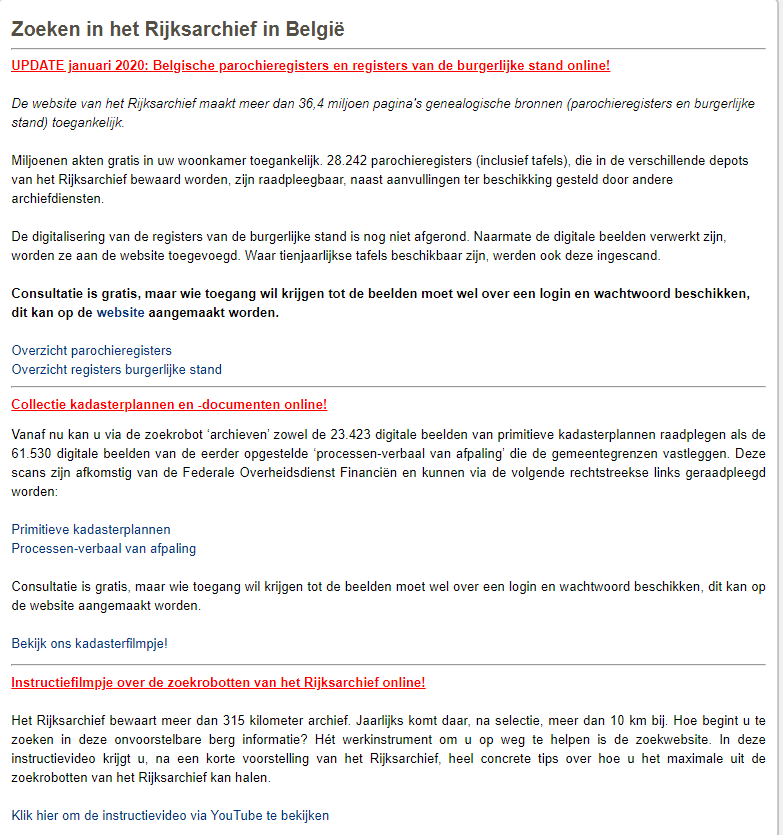 Zoeken in het Rijksarchief in België
UPDATE januari 2020: Belgische parochieregisters en registers van de burgerlijke stand online!
De website van het Rijksarchief maakt meer dan 36,4 miljoen pagina's genealogische bronnen (parochieregisters en burgerlijke
stand) toegankelijk.
Miljoenen akten gratis in uw woonkamer toegankelijk. 28.242 parochieregisters (inclusief tafels), die in de verschillende depots
van het Rijksarchief bewaard worden, zijn raadpleegbaar, naast aanvullingen ter beschikking gesteld door andere
archiefdiensten.
De digitalisering van de registers van de burgerlijke stand is nog niet afgerond. Naarmate de digitale beelden verwerkt zijn,
worden ze aan de website toegevoegd. Waar tienjaarlijkse tafels beschikbaar zijn, werden ook deze ingescand.
Consultatie is gratis, maar wie toegang wil krijgen tot de beelden moet wel over een login en wachtwoord beschikken,
dit kan op de website aangemaakt worden.
Overzicht parochieregisters
Overzicht registers burgerlijke stand
Collectie kadasterplannen en -documenten online!
Vanaf nu kan u via de zoekrobot ‘archieven’ zowel de 23.423 digitale beelden van primitieve kadasterplannen raadplegen als de
61.530 digitale beelden van de eerder opgestelde ‘processen-verbaal van afpaling’ die de gemeentegrenzen vastleggen. Deze
scans zijn afkomstig van de Federale Overheidsdienst Financiën en kunnen via de volgende rechtstreekse links geraadpleegd
worden:
Primitieve kadasterplannen
Processen-verbaal van afpaling
Consultatie is gratis, maar wie toegang wil krijgen tot de beelden moet wel over een login en wachtwoord beschikken, dit kan op
de website aangemaakt worden.
Bekijk ons kadasterfilmpje!
Instructiefilmpje over de zoekrobotten van het Rijksarchief online!
Het Rijksarchief bewaart meer dan 315 kilometer archief. Jaarlijks komt daar, na selectie, meer dan 10 km bij. Hoe begint u te
zoeken in deze onvoorstelbare berg informatie? Hét werkinstrument om u op weg te helpen is de zoekwebsite. In deze
instructievideo krijgt u, na een korte voorstelling van het Rijksarchief, heel concrete tips over hoe u het maximale uit de
zoekrobotten van het Rijksarchief kan halen.
Klik hier om de instructievideo via YouTube te bekijken